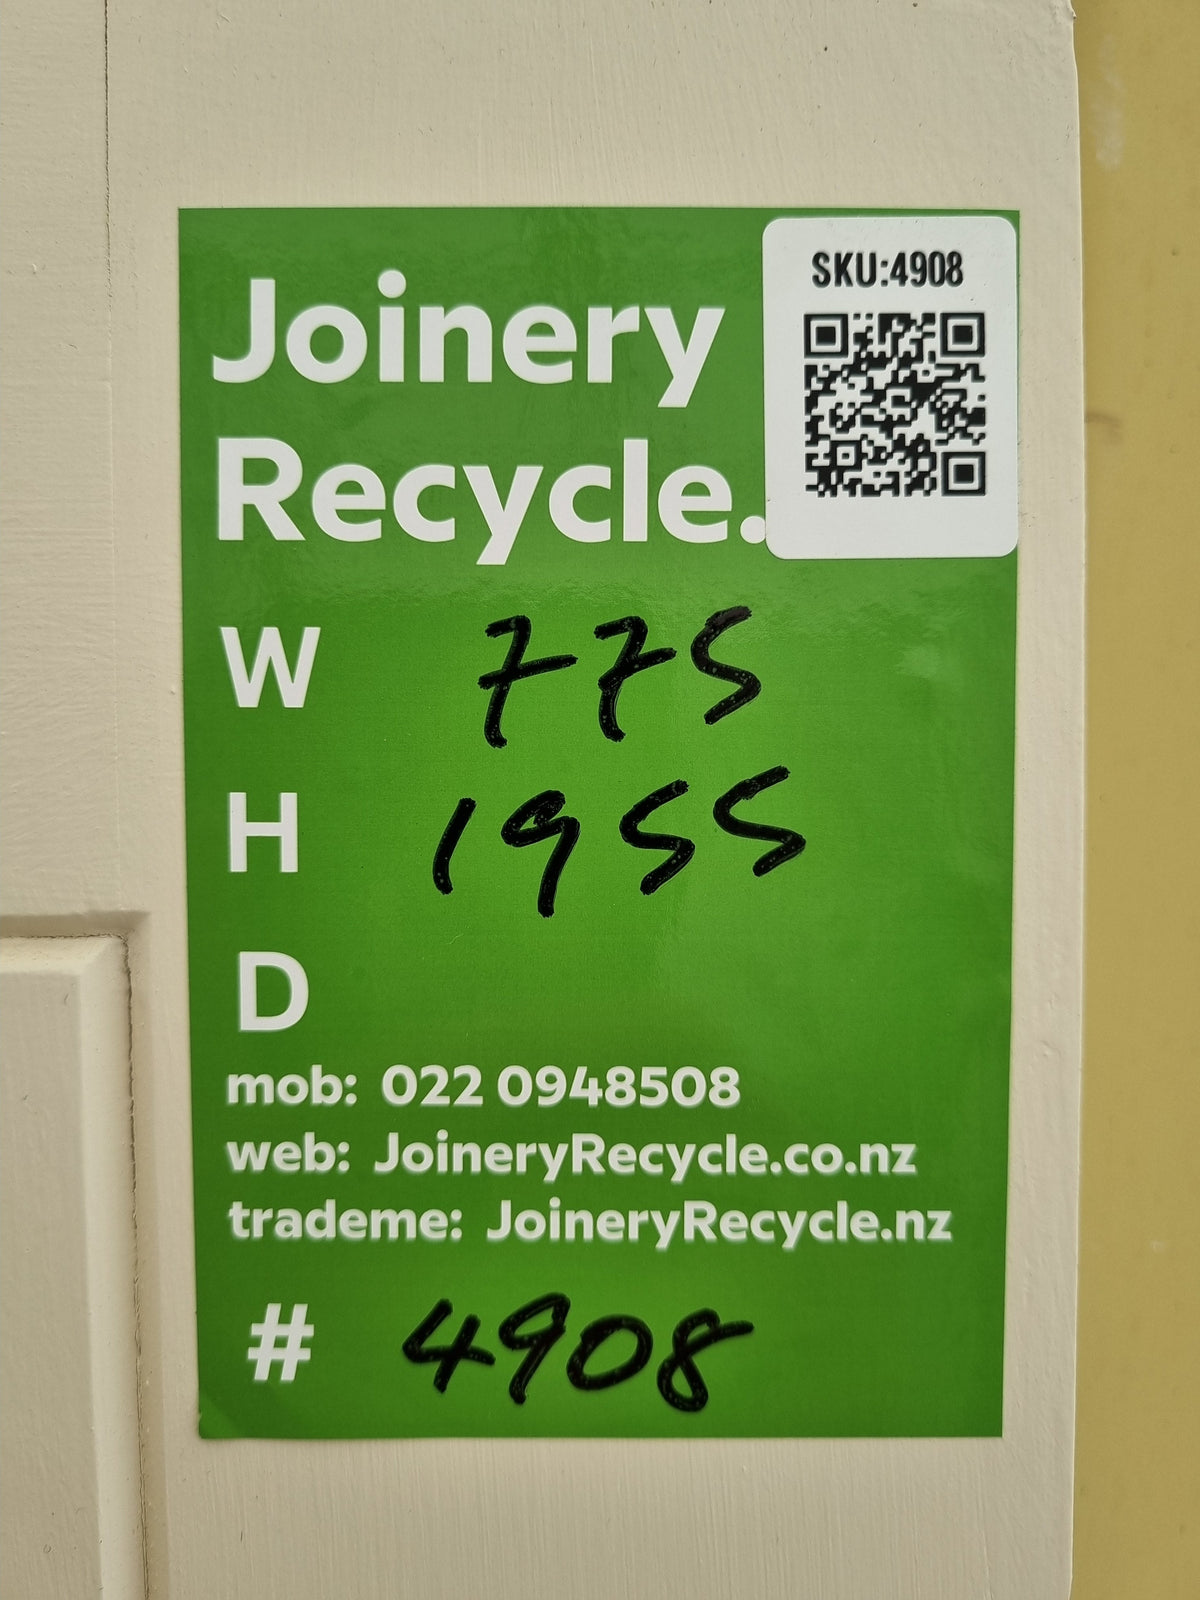 Joinery
Recycle.
SKU:4908
W 775
H 1955
D
mob: 022 0948508
web: JoineryRecycle.co.nz
trademe: JoineryRecycle.nz
# 4908